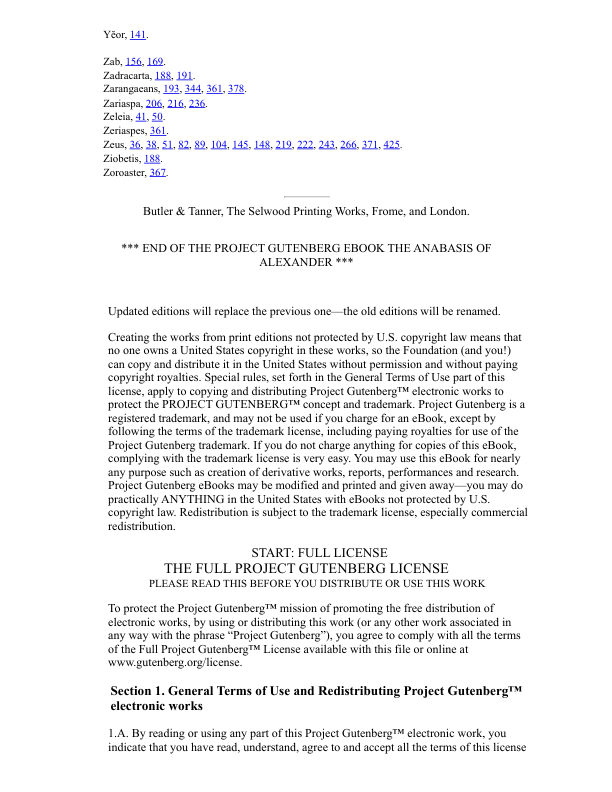 Yĕor, 141.
Zab, 156, 169.
Zadracarta, 188, 191.
Zarangaeans, 193, 344, 361, 378.
Zariaspa, 206, 216, 236.
Zeleia, 41, 50.
Zeriaspes, 361.
Zeus, 36, 38, 51, 82, 89, 104, 145, 148, 219, 222, 243, 266, 371, 425.
Ziobetis, 188.
Zoroaster, 367.
Butler & Tanner, The Selwood Printing Works, Frome, and London.
*** END OF THE PROJECT GUTENBERG EBOOK THE ANABASIS OF
ALEXANDER ***
Updated editions will replace the previous one—the old editions will be renamed.
Creating the works from print editions not protected by U.S. copyright law means that
no one owns a United States copyright in these works, so the Foundation (and you!)
can copy and distribute it in the United States without permission and without paying
copyright royalties. Special rules, set forth in the General Terms of Use part of this
license, apply to copying and distributing Project Gutenberg™ electronic works to
protect the PROJECT GUTENBERG™ concept and trademark. Project Gutenberg is a
registered trademark, and may not be used if you charge for an eBook, except by
following the terms of the trademark license, including paying royalties for use of the
Project Gutenberg trademark. If you do not charge anything for copies of this eBook,
complying with the trademark license is very easy. You may use this eBook for nearly
any purpose such as creation of derivative works, reports, performances and research.
Project Gutenberg eBooks may be modified and printed and given away—you may do
practically ANYTHING in the United States with eBooks not protected by U.S.
copyright law. Redistribution is subject to the trademark license, especially commercial
redistribution.
START: FULL LICENSE
THE FULL PROJECT GUTENBERG LICENSE
PLEASE READ THIS BEFORE YOU DISTRIBUTE OR USE THIS WORK
To protect the Project Gutenberg™ mission of promoting the free distribution of
electronic works, by using or distributing this work (or any other work associated in
any way with the phrase “Project Gutenberg”), you agree to comply with all the terms
of the Full Project Gutenberg™ License available with this file or online at
www.gutenberg.org/license.
Section 1. General Terms of Use and Redistributing Project Gutenberg™
electronic works
1.A. By reading or using any part of this Project Gutenberg™ electronic work, you
indicate that you have read, understand, agree to and accept all the terms of this license